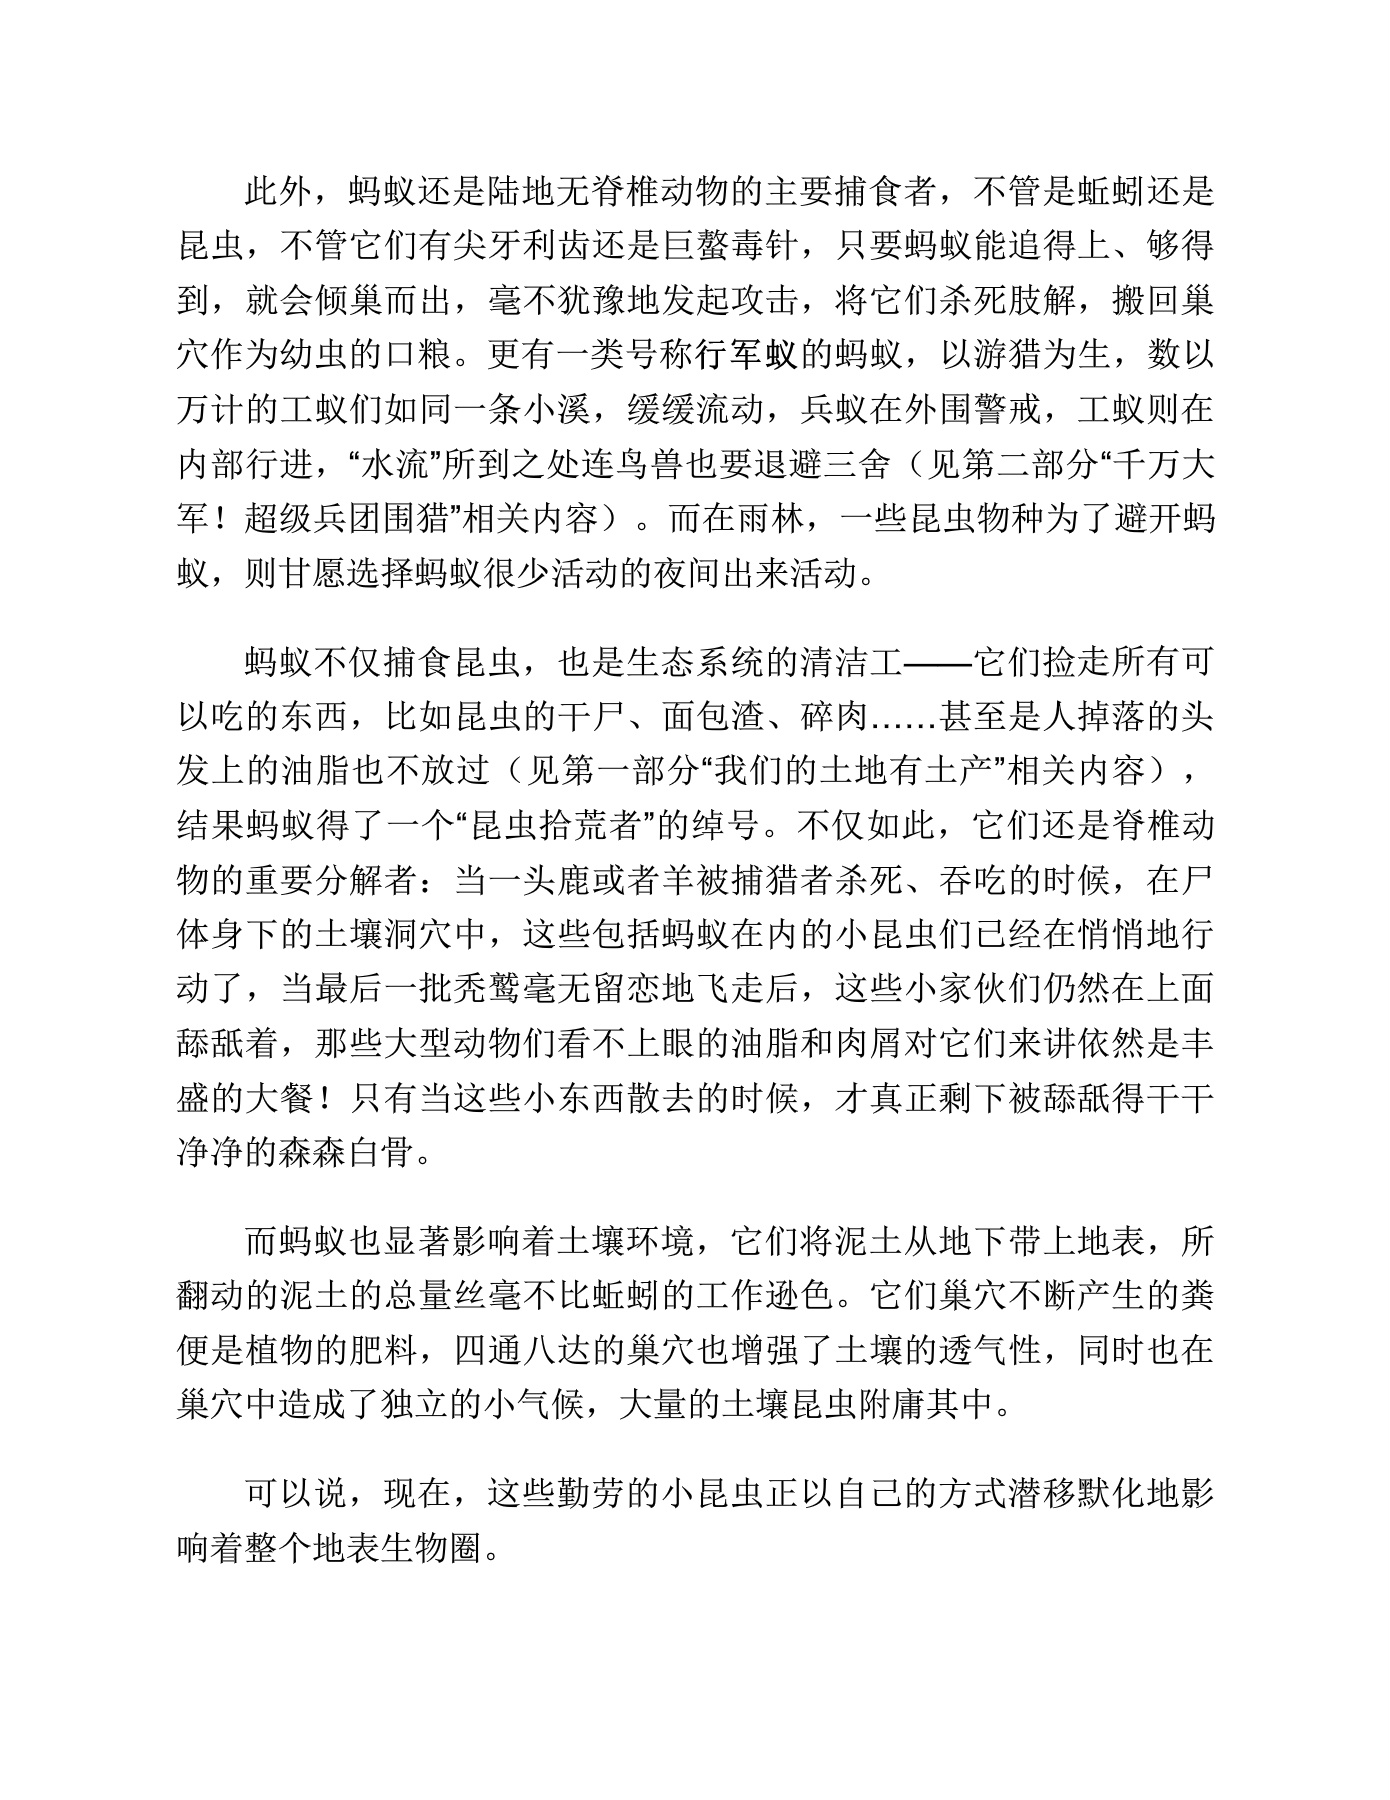 此外，蚂蚁还是陆地无脊椎动物的主要捕食者，不管是蚯蚓还是
昆虫，不管它们有尖牙利齿还是巨螯毒针，只要蚂蚁能追得上、够得
到，就会倾巢而出，毫不犹豫地发起攻击，将它们杀死肢解，搬回巢
穴作为幼虫的口粮。更有一类号称行军蚁的蚂蚁，以游猎为生，数以
万计的工蚁们如同一条小溪，缓缓流动，兵蚁在外围警戒，工蚁则在
内部行进，“水流”所到之处连鸟兽也要退避三舍（见第二部分“千万大
军！超级兵团围猎”相关内容）。而在雨林，一些昆虫物种为了避开蚂
蚁，则甘愿选择蚂蚁很少活动的夜间出来活动。
蚂蚁不仅捕食昆虫，也是生态系统的清洁工——它们捡走所有可
以吃的东西，比如昆虫的干尸、面包渣、碎肉……甚至是人掉落的头
发上的油脂也不放过（见第一部分“我们的土地有土产”相关内容），
结果蚂蚁得了一个“昆虫拾荒者”的绰号。不仅如此，它们还是脊椎动
物的重要分解者：当一头鹿或者羊被捕猎者杀死、吞吃的时候，在尸
体身下的土壤洞穴中，这些包括蚂蚁在内的小昆虫们已经在悄悄地行
动了，当最后一批秃鹫毫无留恋地飞走后，这些小家伙们仍然在上面
舔舐着，那些大型动物们看不上眼的油脂和肉屑对它们来讲依然是丰
盛的大餐！只有当这些小东西散去的时候，才真正剩下被舔舐得干干
净净的森森白骨。
而蚂蚁也显著影响着土壤环境，它们将泥土从地下带上地表，所
翻动的泥土的总量丝毫不比蚯蚓的工作逊色。它们巢穴不断产生的粪
便是植物的肥料，四通八达的巢穴也增强了土壤的透气性，同时也在
巢穴中造成了独立的小气候，大量的土壤昆虫附庸其中。
可以说，现在，这些勤劳的小昆虫正以自己的方式潜移默化地影
响着整个地表生物圈。